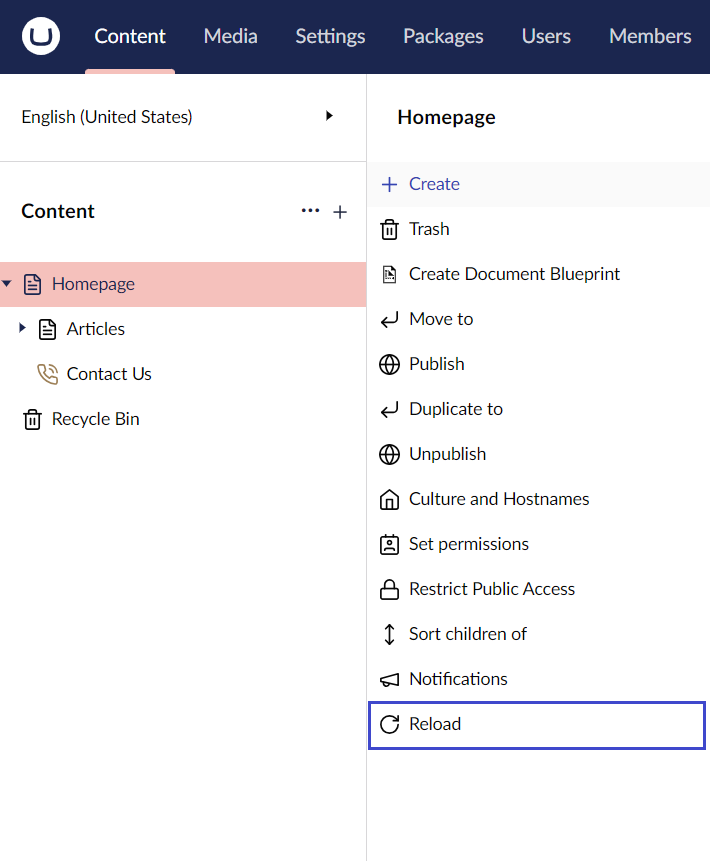 Content Media Settings Packages Users Members
English (United States)
Content
Homepage
Articles
Contact Us
Recycle Bin
Homepage
Create
Trash
Create Document Blueprint
Move to
Publish
Duplicate to
Unpublish
Culture and Hostnames
Set permissions
Restrict Public Access
Sort children of
Notifications
Reload